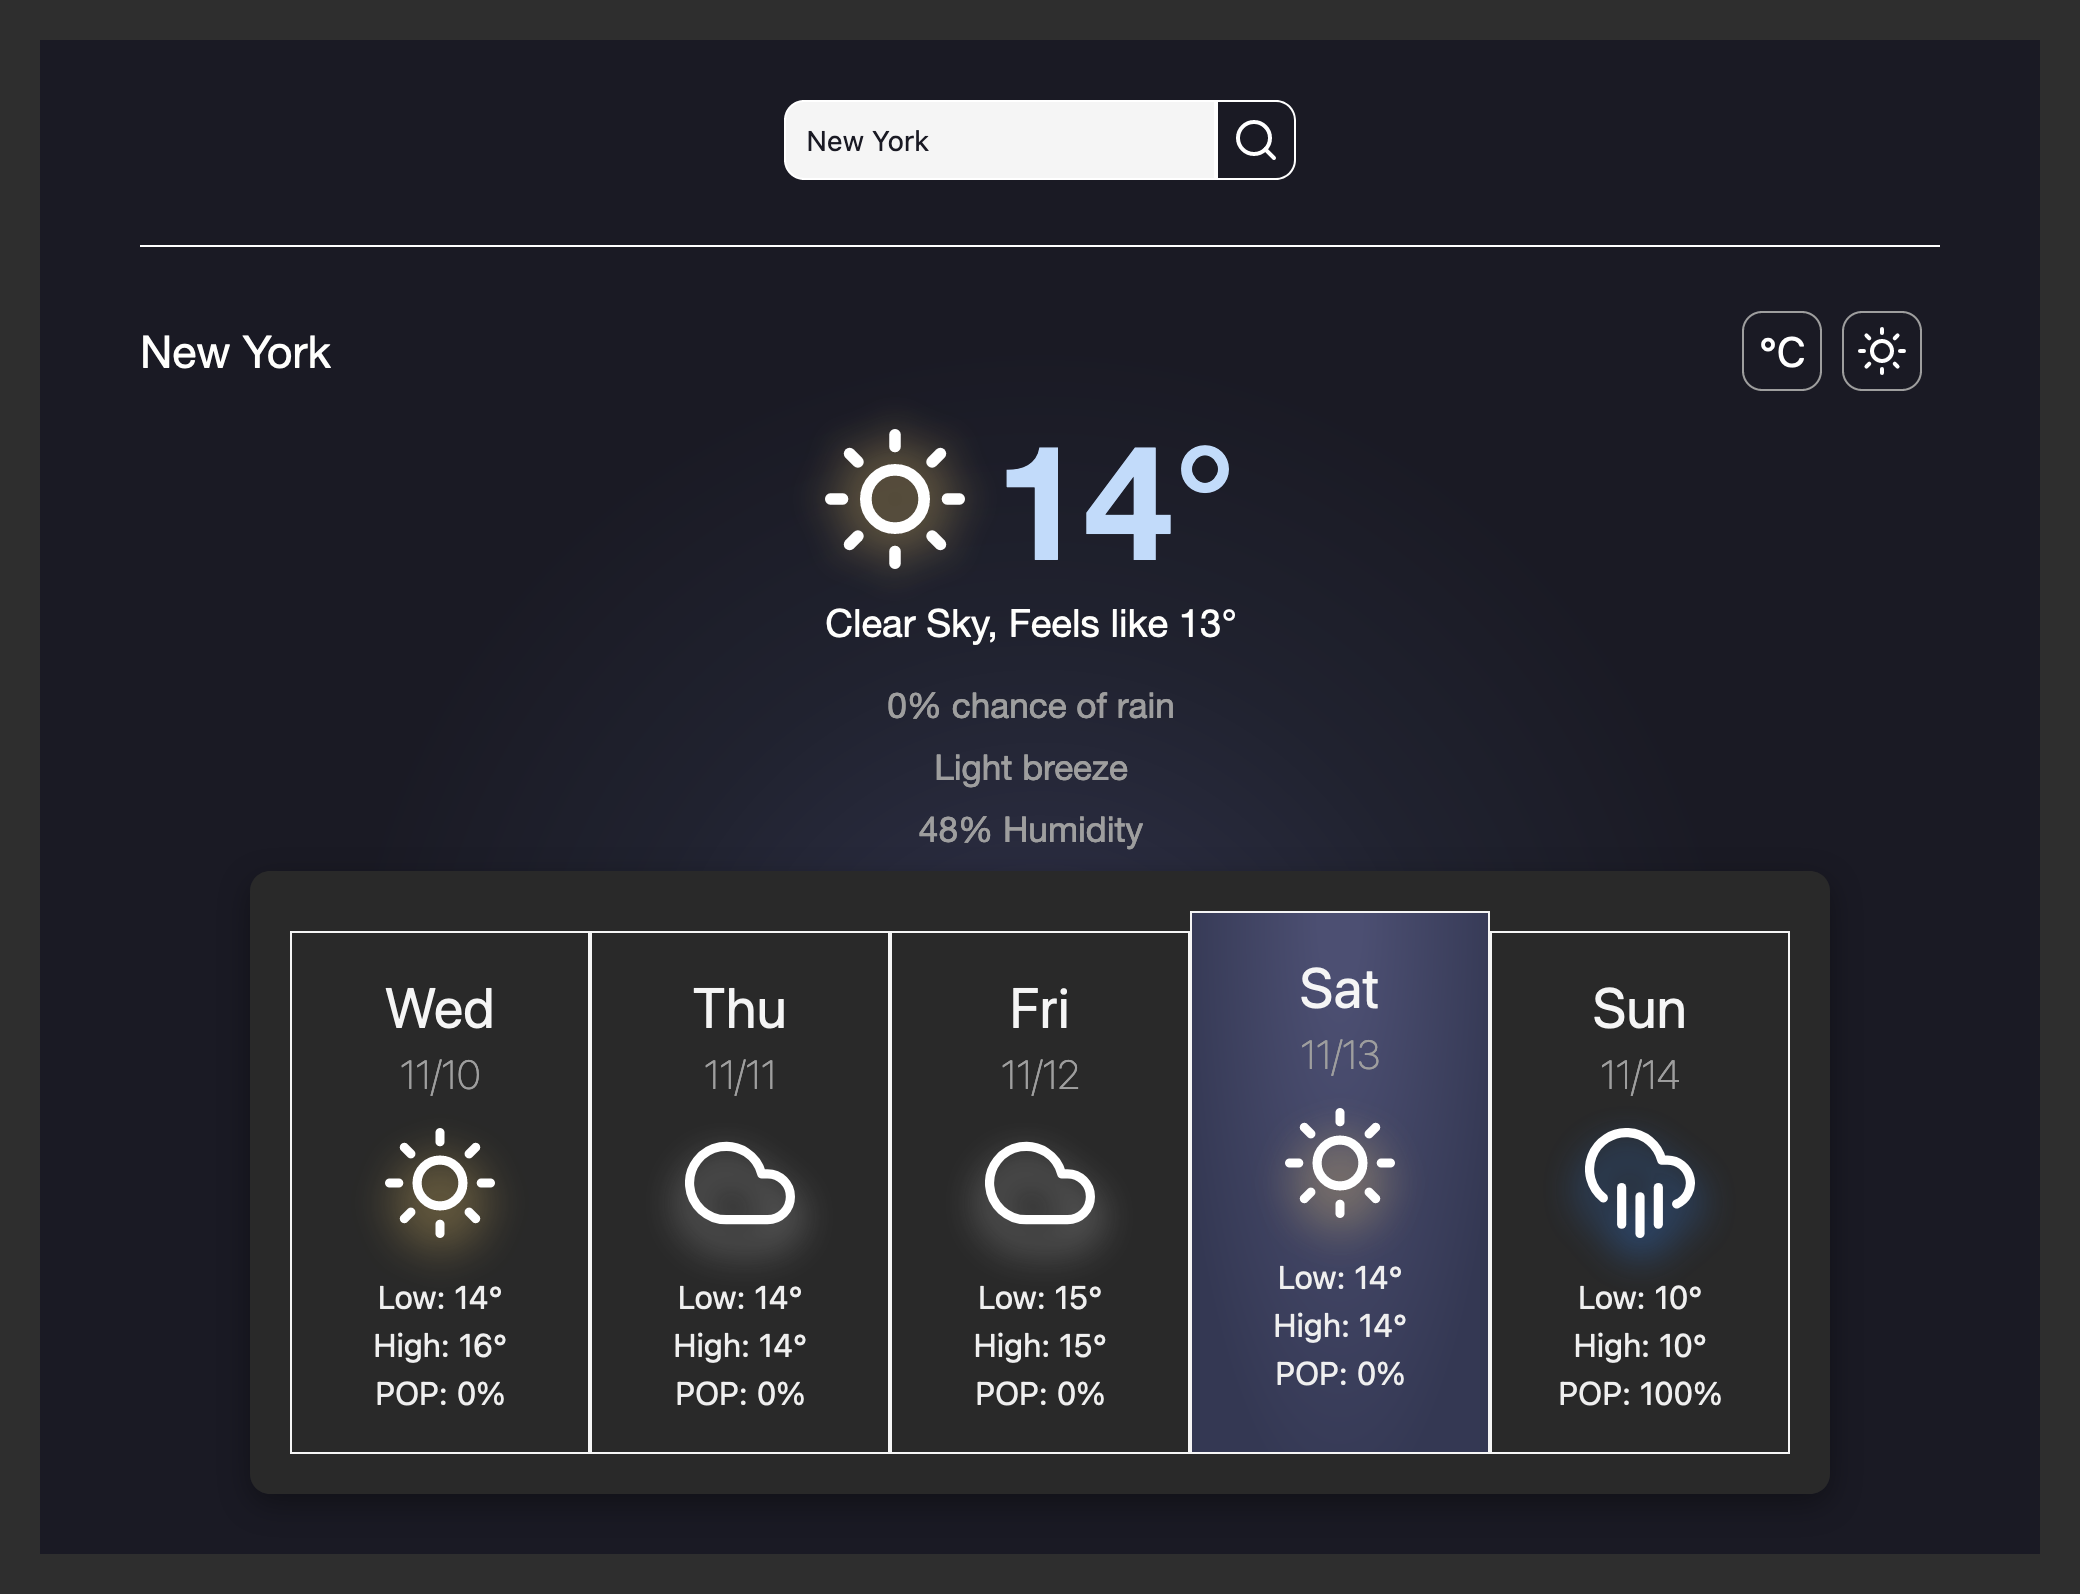 New York
New York
°C
14°
Clear Sky, Feels like 13°
0% chance of rain
Light breeze
48% Humidity
Wed
11/10
Low: 14°
High: 16°
POP: 0%
Thu
11/11
Low: 14°
High: 14°
POP: 0%
Fri
11/12
Low: 15°
High: 15°
POP: 0%
Sat
11/13
Low: 14°
High: 14°
POP: 0%
Sun
11/14
Low: 10°
High: 10°
POP: 100%